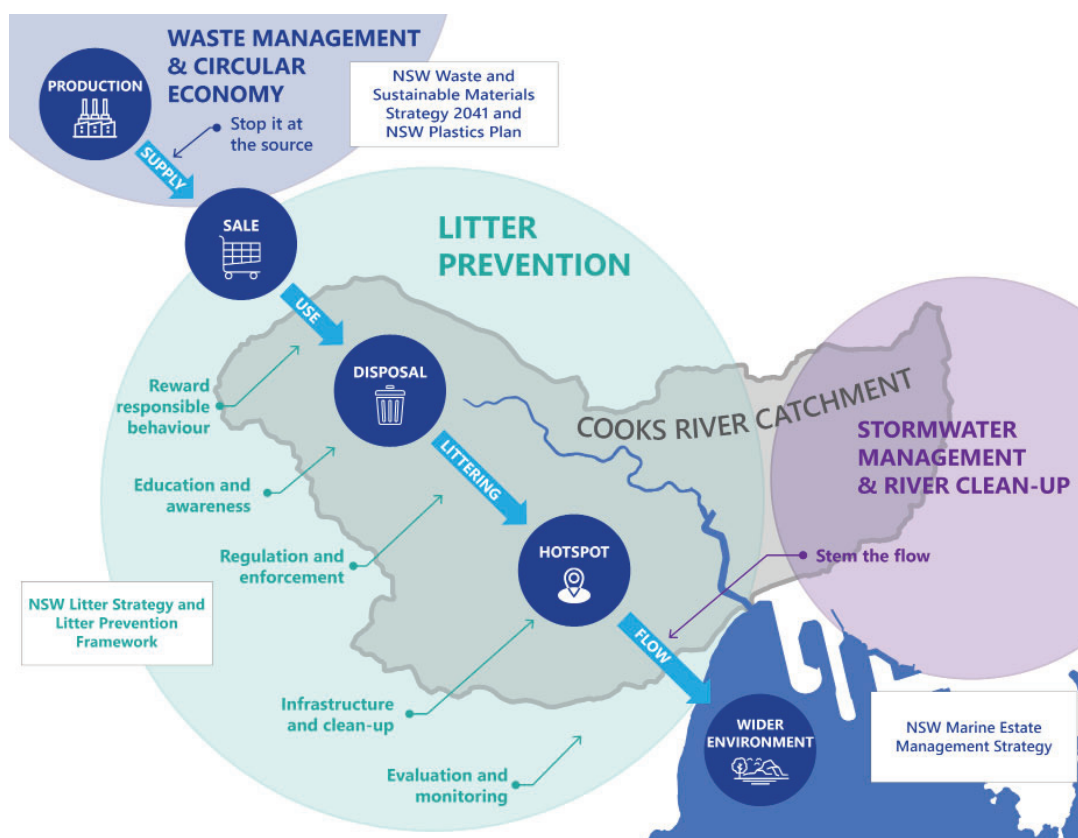 WASTE MANAGEMENT
& CIRCULAR
ECONOMY
PRODUCTION
Stop it at
the source
NSW Waste and
Sustainable Materials
Strategy 2041 and
NSW Plastics Plan
SUPPLY
SALE
LITTER
PREVENTION
USE
DISPOSAL
Reward
responsible
behaviour
COOKS RIVER CATCHMENT
STORMWATER
MANAGEMENT
& RIVER CLEAN-UP
LITTERING
Education and
awareness
Regulation and
enforcement
HOTSPOT
Stem the flow
NSW Litter Strategy and
Litter Prevention
Framework
FLOW
Infrastructure
and clean-up
WIDER
ENVIRONMENT
NSW Marine Estate
Management Strategy
Evaluation and
monitoring